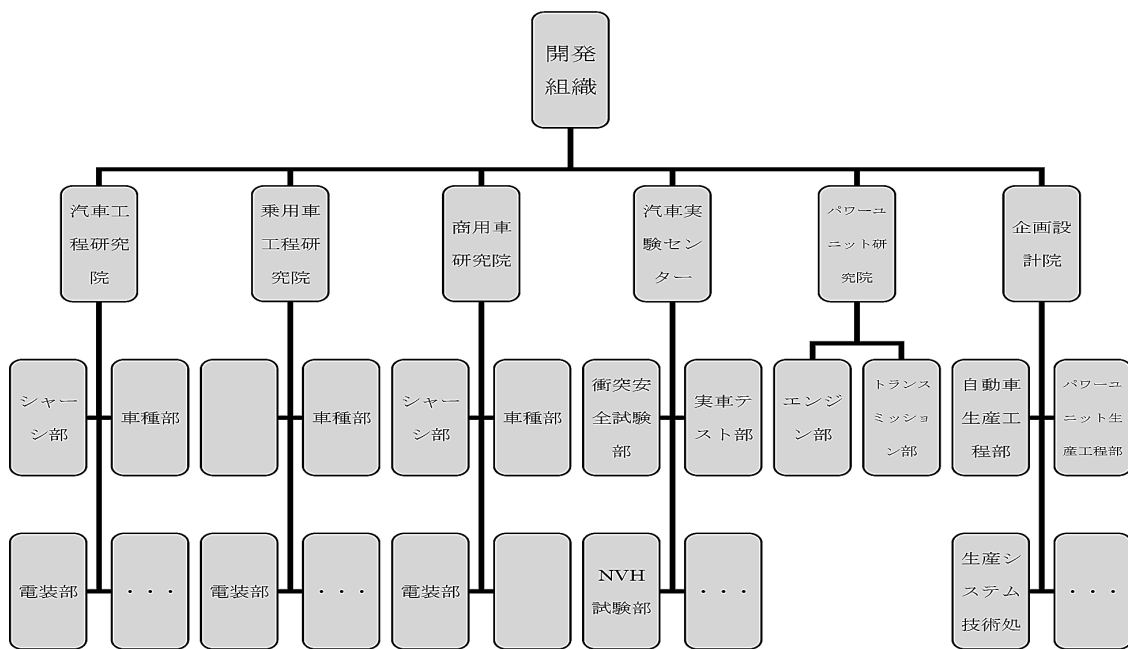 開発
組織
汽車工
程研究
院
乗用車
工程研
究院
商用車
研究院
汽車実
験セン
ター
パワーユ
ニット研
究院
企画設
計院
シャー
シ部
車種部
車種部
シャー
シ部
車種部
衝突安
全試験
部
実車テ
スト部
エンジ
ン部
トランス
ミッショ
ン部
自動車
生産工
程部
パワーユ
ニット生
産工程部
電装部
・・・
電装部
・・・
電装部
NVH
試験部
・・・
生産シ
ステム
技術処
・・・